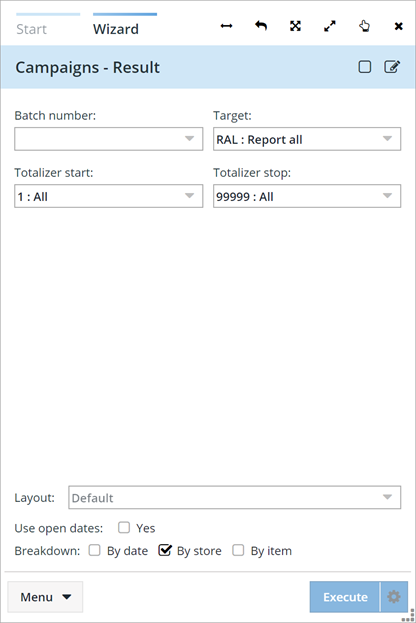 Start Wizard
Campaigns - Result
Batch number: Target:
RAL : Report all
Totalizer start: Totalizer stop:
1 : All 99999 : All
Layout: Default
Use open dates: Yes
Breakdown: By date By store By item
Menu Execute